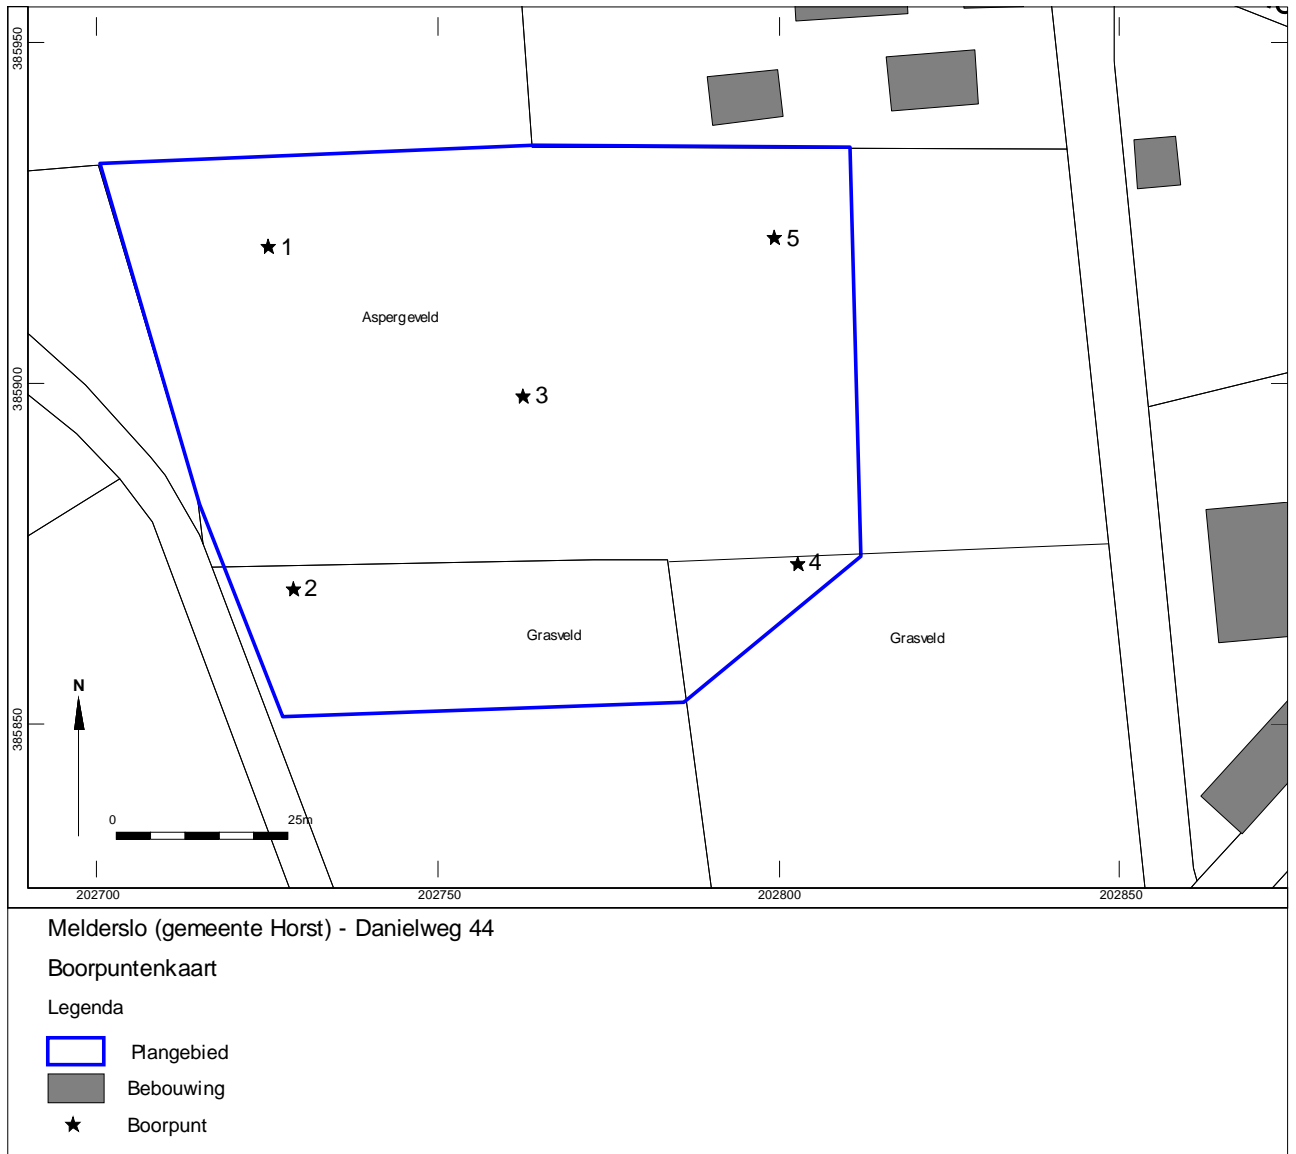 385950
1
5
Aspergeveld
385900
3
4
2
Grasveld
Grasveld
N
385850
0
25m
202700
202750
202800
202850
Melderslo (gemeente Horst) - Danielweg 44
Boorpuntenkaart
Legenda
Plangebied
Bebouwing
Boorpunt